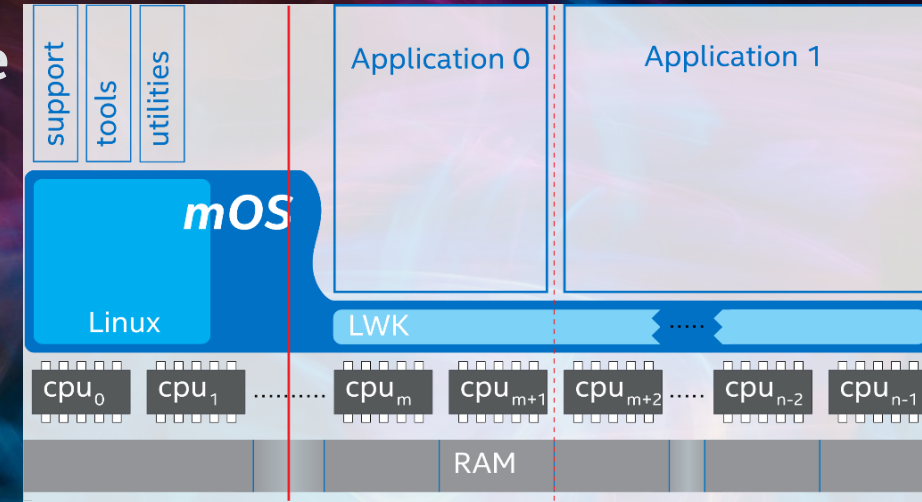 e
support
tools
utilities
Application 0
Application 1
mOS
Linux
LWK
.....
cpu0
cpu1
..........
cpum
cpum+1
cpum+2
.....
cpun-2
cpun-1
RAM